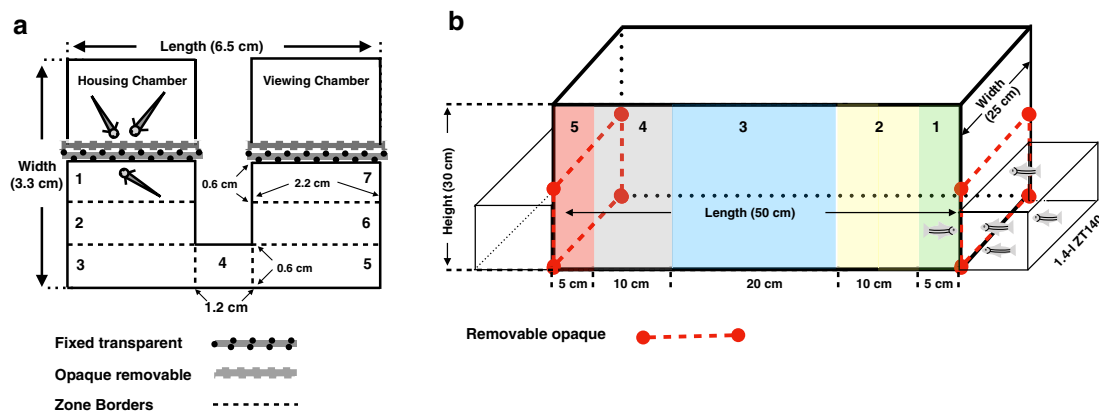 a
Length (6.5 cm)
Housing Chamber
Viewing Chamber
Width
(3.3 cm)
1
7
0.6 cm
2.2 cm
2
6
3
4
5
0.6 cm
1.2 cm
Fixed transparent
Opaque removable
Zone Borders
b
Width
(25 cm)
5
4
3
2
1
Height (30 cm)
Length (50 cm)
1.4-l ZT140
5 cm
10 cm
20 cm
10 cm
5 cm
Removable opaque